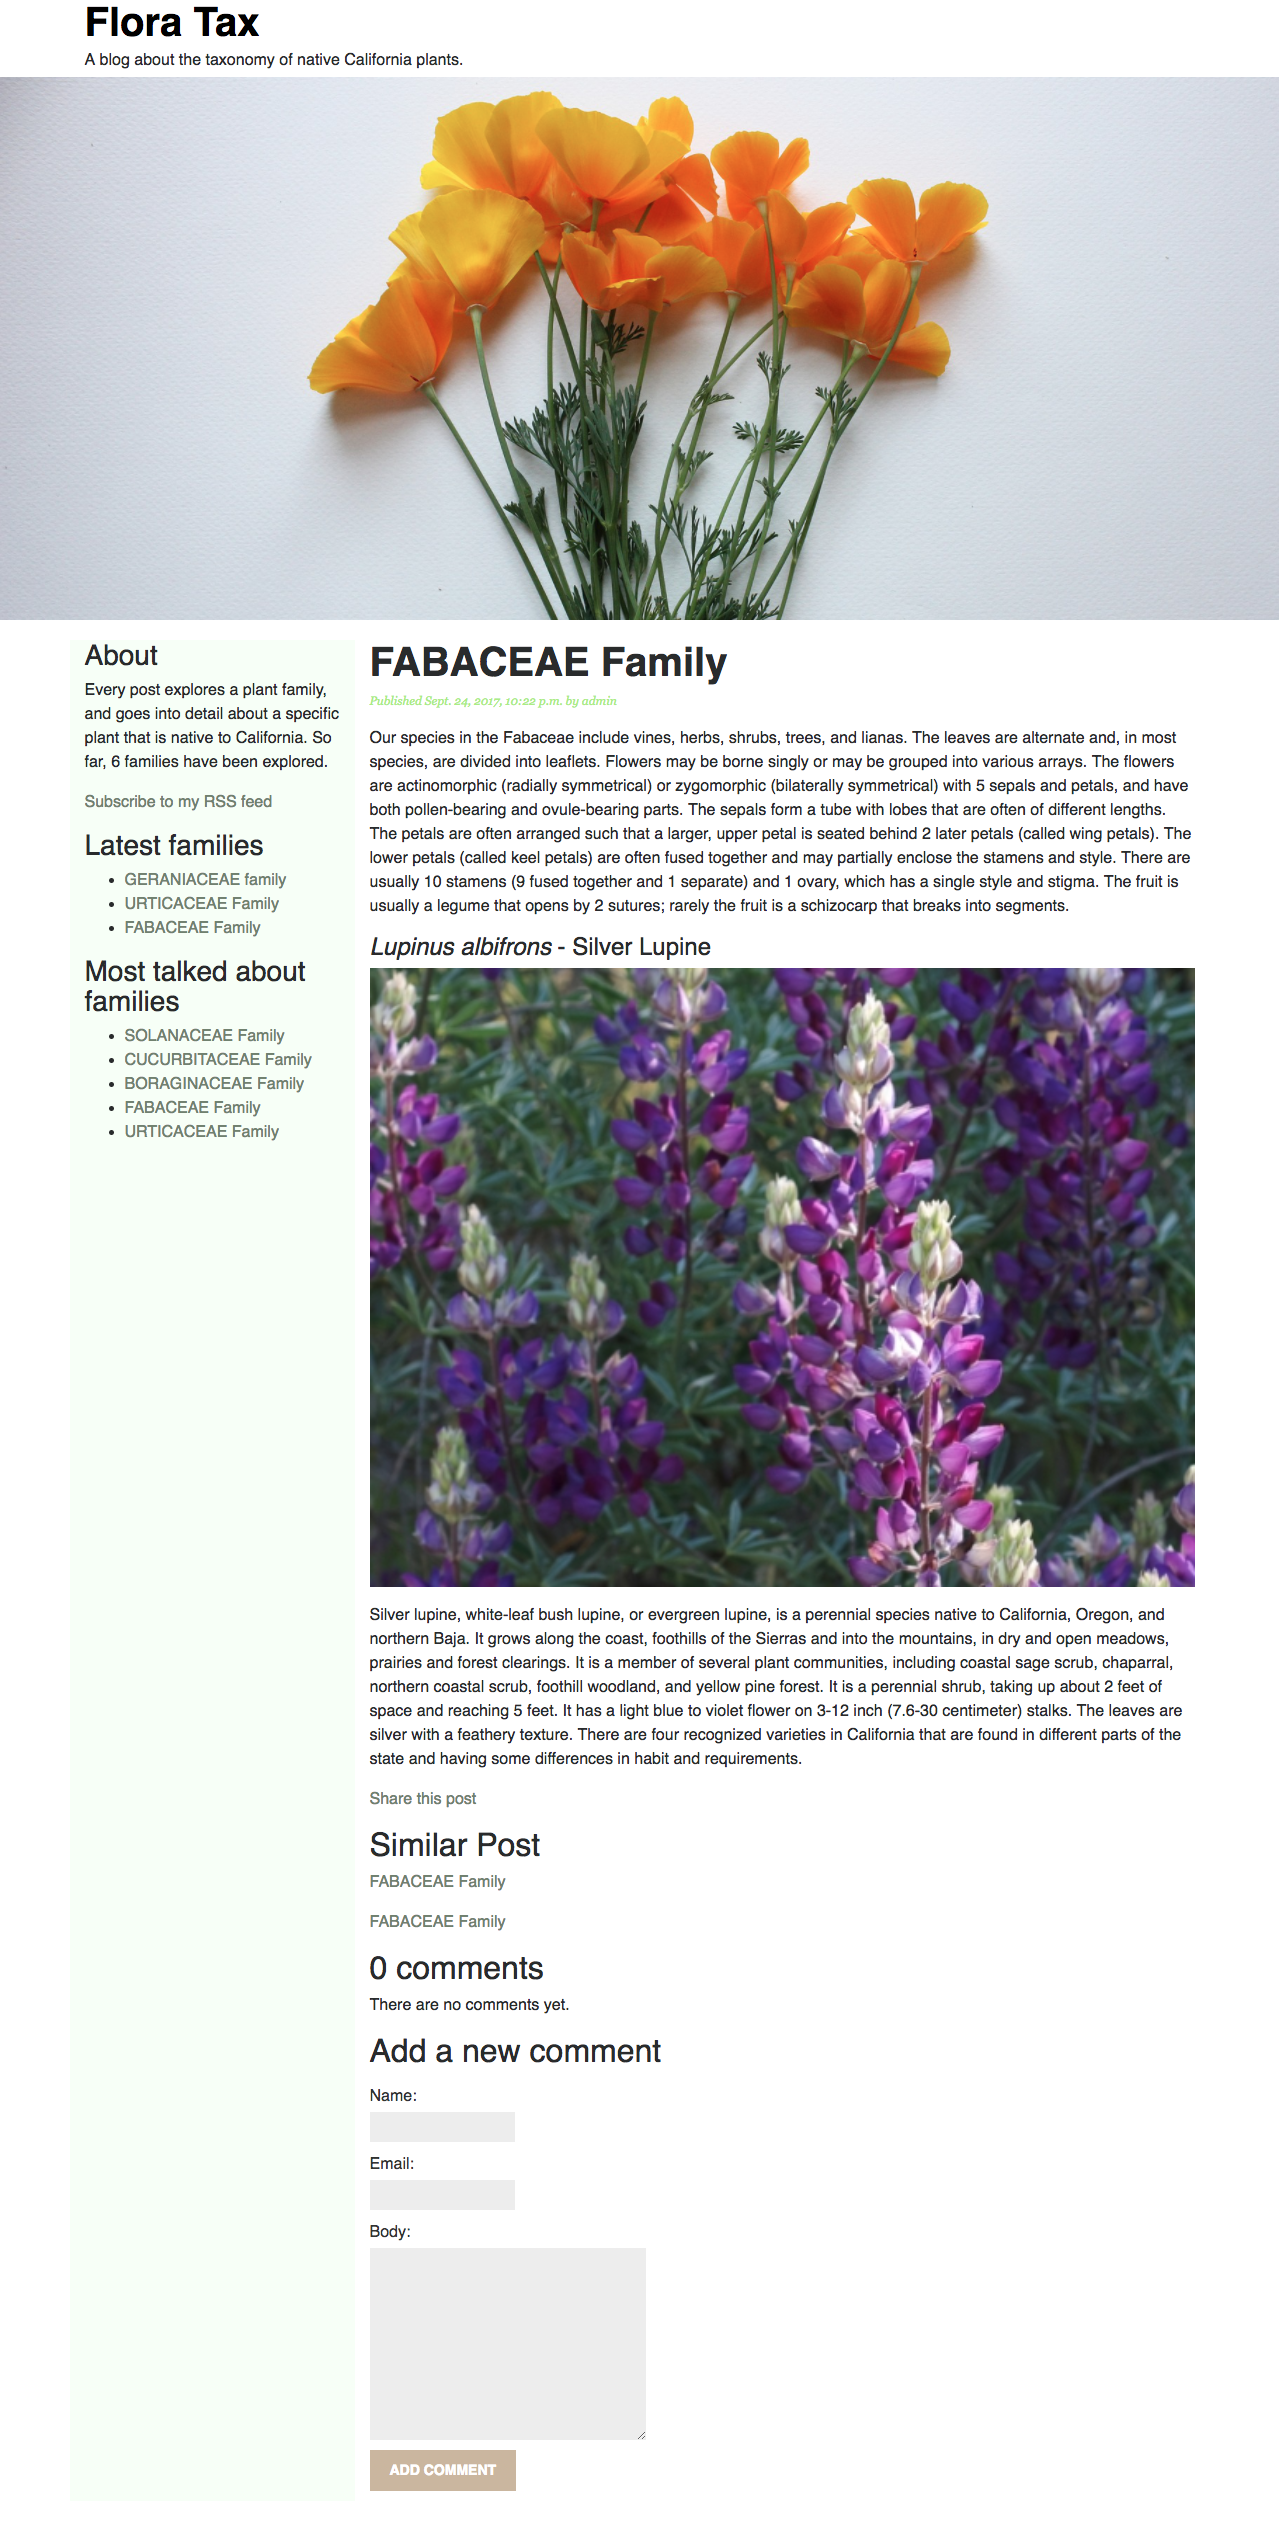 Flora Tax
A blog about the taxonomy of native California plants.
About
Every post explores a plant family,
and goes into detail about a specific
plant that is native to California. So
far, 6 families have been explored.
Subscribe to my RSS feed
Latest families
GERANIACEAE family
URTICACEAE Family
FABACEAE Family
Most talked about
families
SOLANACEAE Family
CUCURBITACEAE Family
BORAGINACEAE Family
FABACEAE Family
URTICACEAE Family
FABACEAE Family
Published Sept. 24, 2017, 10:22 p.m. by admin
Our species in the Fabaceae include vines, herbs, shrubs, trees, and lianas. The leaves are alternate and, in most
species, are divided into leaflets. Flowers may be borne singly or may be grouped into various arrays. The flowers
are actinomorphic (radially symmetrical) or zygomorphic (bilaterally symmetrical) with 5 sepals and petals, and have
both pollen-bearing and ovule-bearing parts. The sepals form a tube with lobes that are often of different lengths.
The petals are often arranged such that a larger, upper petal is seated behind 2 later petals (called wing petals). The
lower petals (called keel petals) are often fused together and may partially enclose the stamens and style. There are
usually 10 stamens (9 fused together and 1 separate) and 1 ovary, which has a single style and stigma. The fruit is
usually a legume that opens by 2 sutures; rarely the fruit is a schizocarp that breaks into segments.
Lupinus albifrons - Silver Lupine
Silver lupine, white-leaf bush lupine, or evergreen lupine, is a perennial species native to California, Oregon, and
northern Baja. It grows along the coast, foothills of the Sierras and into the mountains, in dry and open meadows,
prairies and forest clearings. It is a member of several plant communities, including coastal sage scrub, chaparral,
northern coastal scrub, foothill woodland, and yellow pine forest. It is a perennial shrub, taking up about 2 feet of
space and reaching 5 feet. It has a light blue to violet flower on 3-12 inch (7.6-30 centimeter) stalks. The leaves are
silver with a feathery texture. There are four recognized varieties in California that are found in different parts of the
state and having some differences in habit and requirements.
Share this post
Similar Post
FABACEAE Family
FABACEAE Family
0 comments
There are no comments yet.
Add a new comment
Name:
Email:
Body:
ADD COMMENT